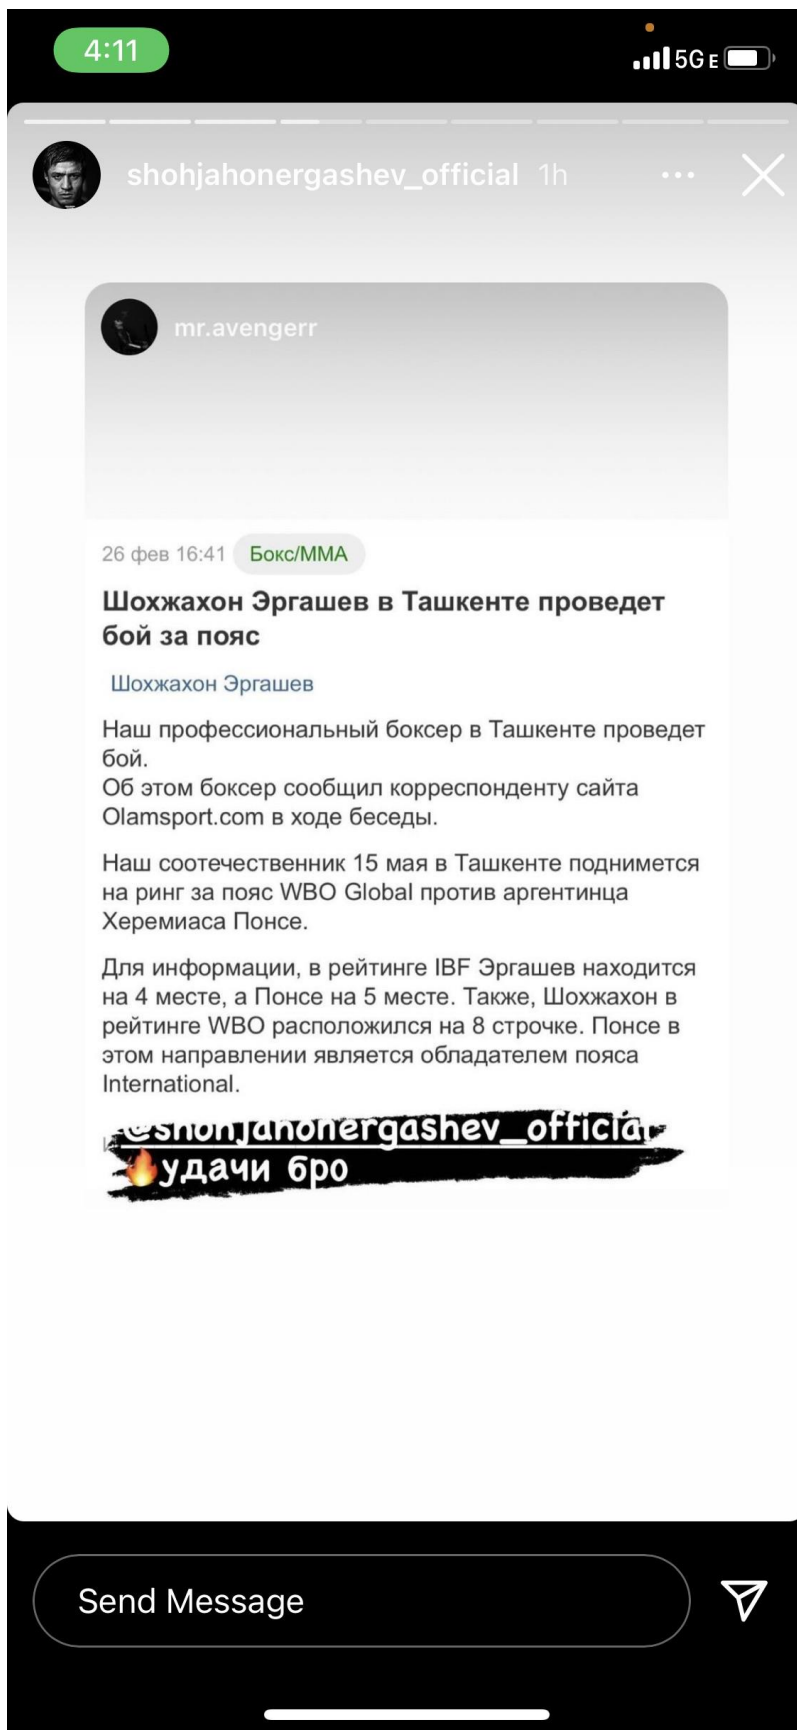 4:11
5G E
shohjahonergashev_official 1h
mr.avengerr
26 фев 16:41 Бокс/ММА
Шохжахон Эргашев в Ташкенте проведет
бой за пояс
Шохжахон Эргашев
Наш профессиональный боксер в Ташкенте проведет
бой.
Об этом боксер сообщил корреспонденту сайта
Olamsport.com в ходе беседы.
Наш соотечественник 15 мая в Ташкенте поднимется
на ринг за пояс WBO Global против аргентинца
Херемиаса Понсе.
Для информации, в рейтинге IBF Эргашев находится
на 4 месте, а Понсе на 5 месте. Также, Шохжахон в
рейтинге WBO расположился на 8 строчке. Понсе в
этом направлении является обладателем пояса
International.
@shohjahonergashev_official
🔥удачи бро
Send Message